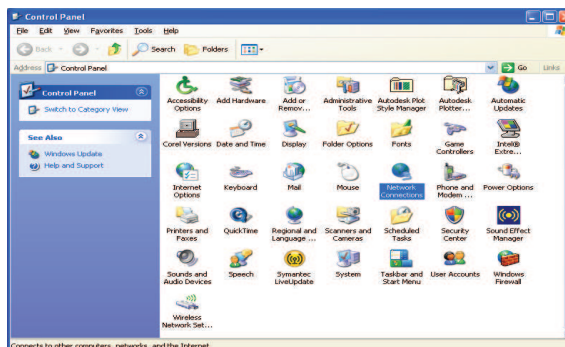 Control Panel
File Edit View Favorites Tools Help
Back Search Folders
Address Control Panel Go Links
Control Panel
Switch to Category View
See Also
Windows Update
Help and Support
Accessibility Options
Add Hardware
Add or Remov...
Administrative Tools
Autodesk Plot Style Manager
Autodesk Plotter...
Automatic Updates
Corel Versions
Date and Time
Display
Folder Options
Fonts
Game Controllers
Intel® Extre...
Internet Options
Keyboard
Mail
Mouse
Network Connections
Phone and Modem ...
Power Options
Printers and Faxes
QuickTime
Regional and Language ...
Scanners and Cameras
Scheduled Tasks
Security Center
Sound Effect Manager
Sounds and Audio Devices
Speech
Symantec LiveUpdate
System
Taskbar and Start Menu
User Accounts
Windows Firewall
Wireless Network Set...
Connects to other computers, networks, and the Internet